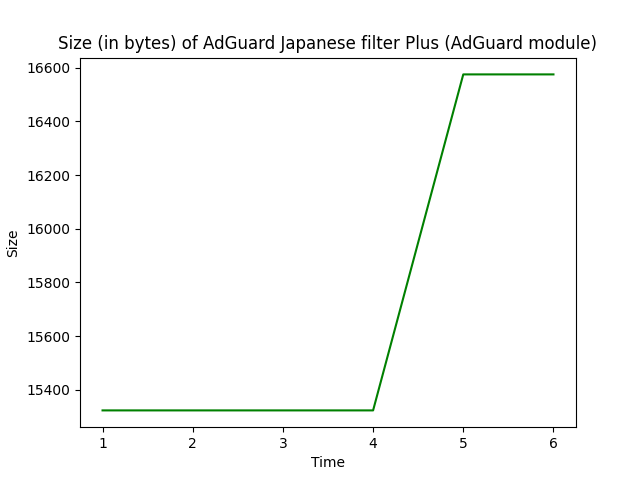 Size (in bytes) of AdGuard Japanese filter Plus (AdGuard module)
16600
16400
16200
16000
15800
15600
15400
Size
1 2 3 4 5 6
Time